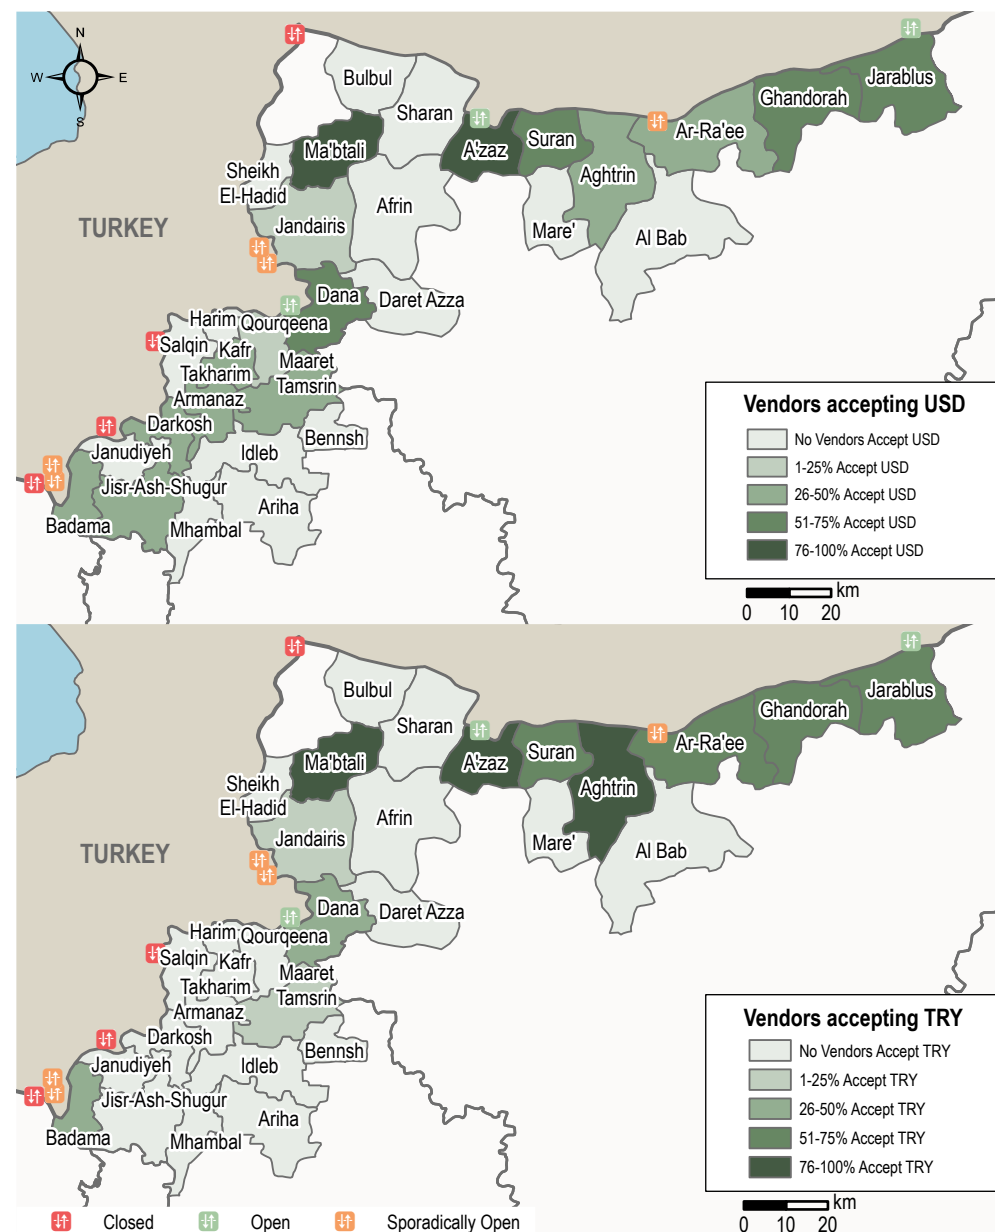 N
W E
S
Bulbul
Sharan
Jarablus
Ghandorah
Ar-Ra'ee
Ma'btali
A'zaz
Suran
Sheikh
El-Hadid
Aghtrin
Afrin
TURKEY
Jandairis
Mare'
Al Bab
Dana
Daret Azza
Harim
Qourqeena
Salqin
Kafr
Takharim
Maaret
Tamsrin
Armanaz
Darkosh
Bennsh
Janudiyeh
Idleb
Jisr-Ash-Shugur
Ariha
Badama
Mhambal
Vendors accepting USD
No Vendors Accept USD
1-25% Accept USD
26-50% Accept USD
51-75% Accept USD
76-100% Accept USD
km
0 10 20
Bulbul
Sharan
Jarablus
Ghandorah
Ar-Ra'ee
Ma'btali
A'zaz
Suran
Sheikh
El-Hadid
Aghtrin
Afrin
Jandairis
Mare'
Al Bab
TURKEY
Dana
Daret Azza
Harim
Qourqeena
Salqin
Kafr
Takharim
Maaret
Tamsrin
Armanaz
Darkosh
Bennsh
Janudiyeh
Idleb
Jisr-Ash-Shugur
Ariha
Badama
Mhambal
Vendors accepting TRY
No Vendors Accept TRY
1-25% Accept TRY
26-50% Accept TRY
51-75% Accept TRY
76-100% Accept TRY
km
0 10 20
Closed Open Sporadically Open